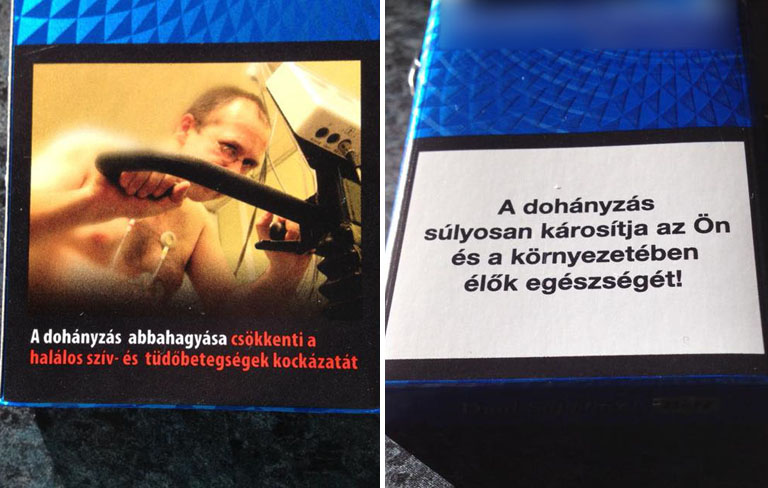 A dohányzás abbahagyása csökkenti a
halálos szív- és tüdőbetegségek kockázatát
A dohányzás
súlyosan károsítja az Ön
és a környezetében
élők egészségét!